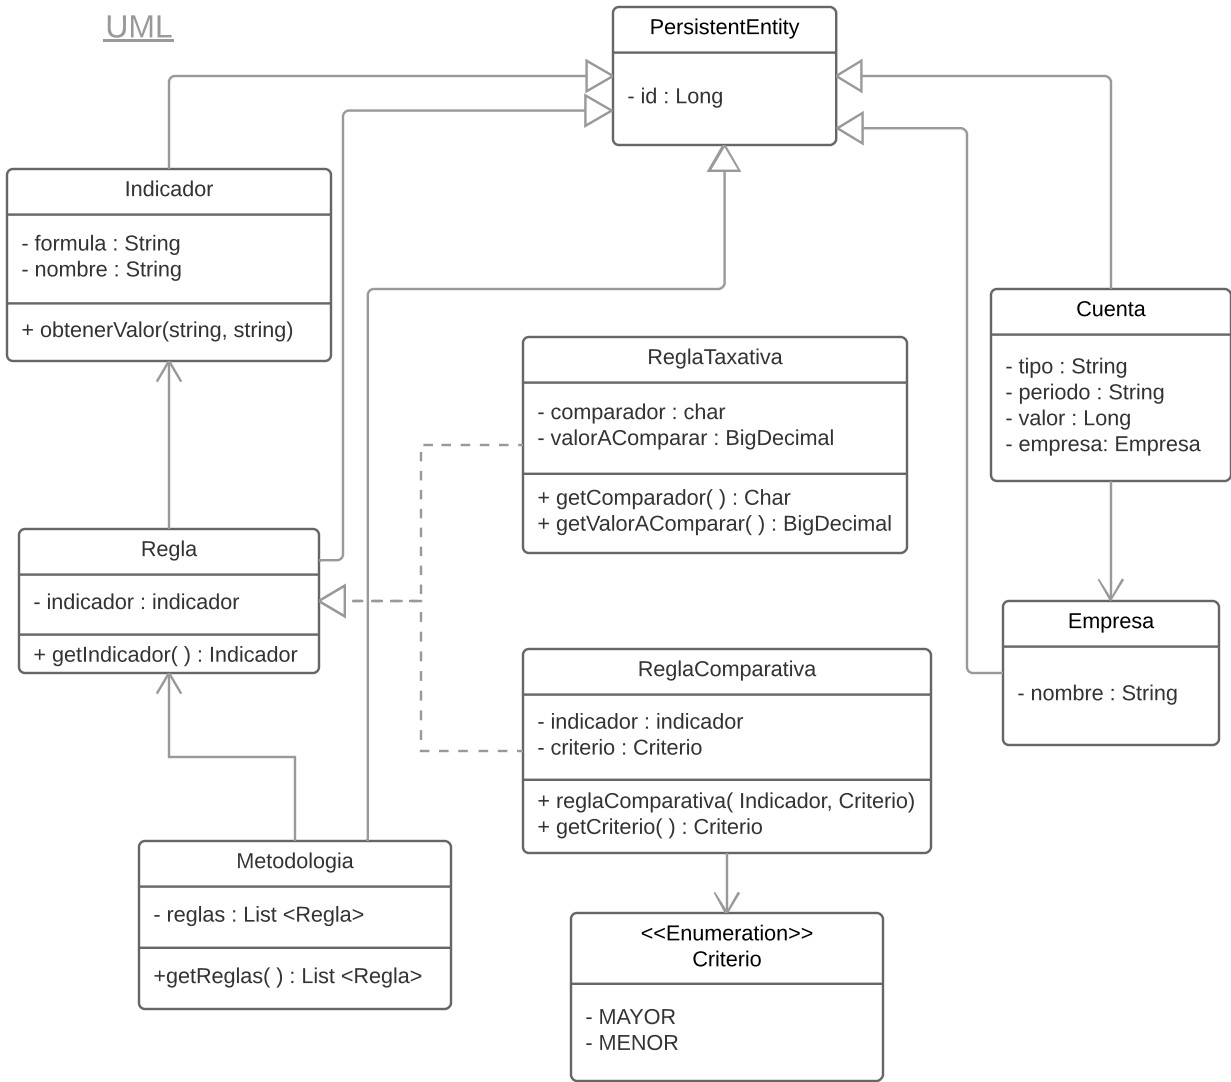 UML
PersistentEntity
- id : Long
Indicador
- formula : String
- nombre : String
+ obtenerValor(string, string)
Cuenta
- tipo : String
- periodo : String
- valor : Long
- empresa: Empresa
ReglaTaxativa
- comparador : char
- valorAComparar : BigDecimal
+ getComparador( ) : Char
+ getValorAComparar( ) : BigDecimal
Regla
- indicador : indicador
+ getIndicador( ) : Indicador
Empresa
- nombre : String
ReglaComparativa
- indicador : indicador
- criterio : Criterio
+ reglaComparativa( Indicador, Criterio)
+ getCriterio( ) : Criterio
Metodologia
- reglas : List <Regla>
+getReglas( ) : List <Regla>
<<Enumeration>>
Criterio
- MAYOR
- MENOR